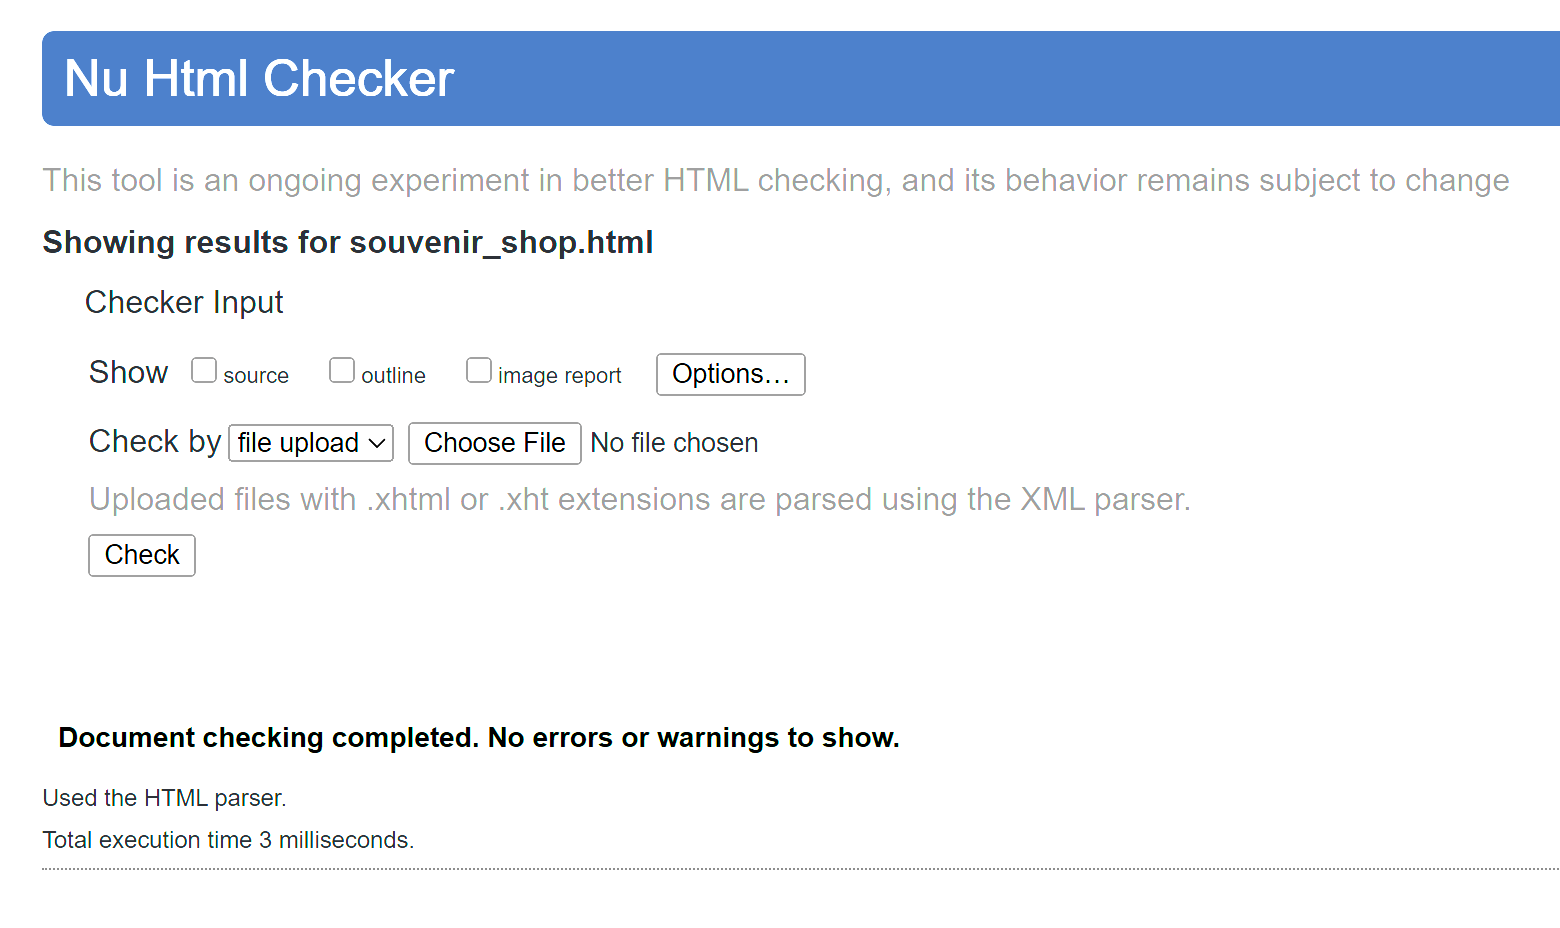 Nu Html Checker
This tool is an ongoing experiment in better HTML checking, and its behavior remains subject to change
Showing results for souvenir_shop.html
Checker Input
Show source outline image report Options...
Check by file upload Choose File No file chosen
Uploaded files with .xhtml or .xht extensions are parsed using the XML parser.
Check
Document checking completed. No errors or warnings to show.
Used the HTML parser.
Total execution time 3 milliseconds.